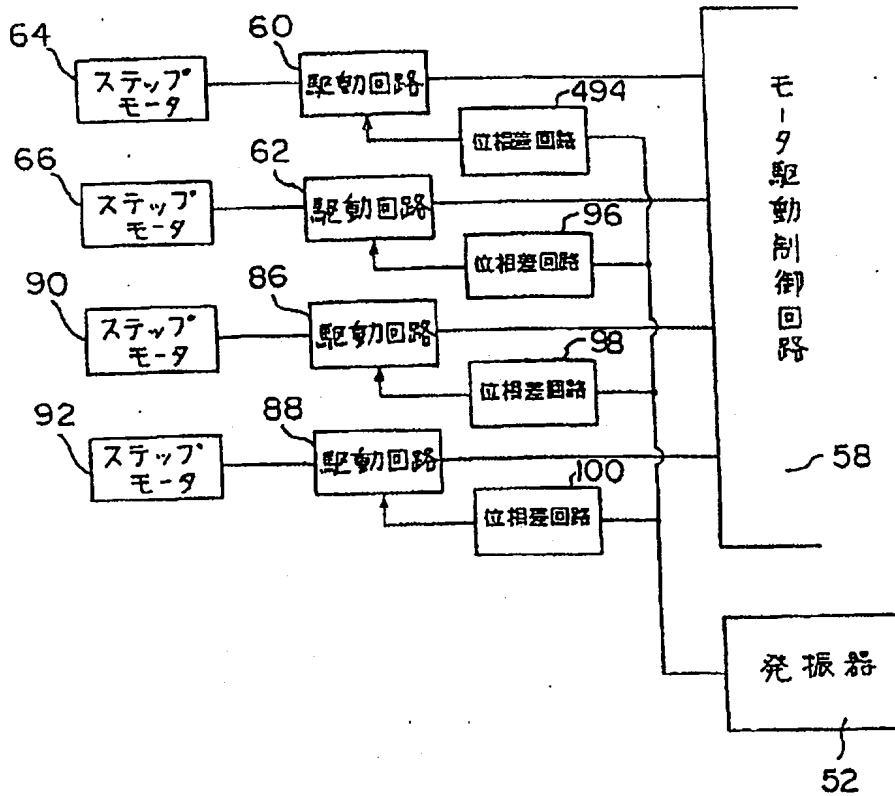 64
ステップ
モータ
60
駆動回路
494
位相差回路
66
ステップ
モータ
62
駆動回路
96
位相差回路
90
ステップ
モータ
86
駆動回路
98
位相差回路
92
ステップ
モータ
88
駆動回路
100
位相差回路
モータ駆動制御回路
58
発振器
52